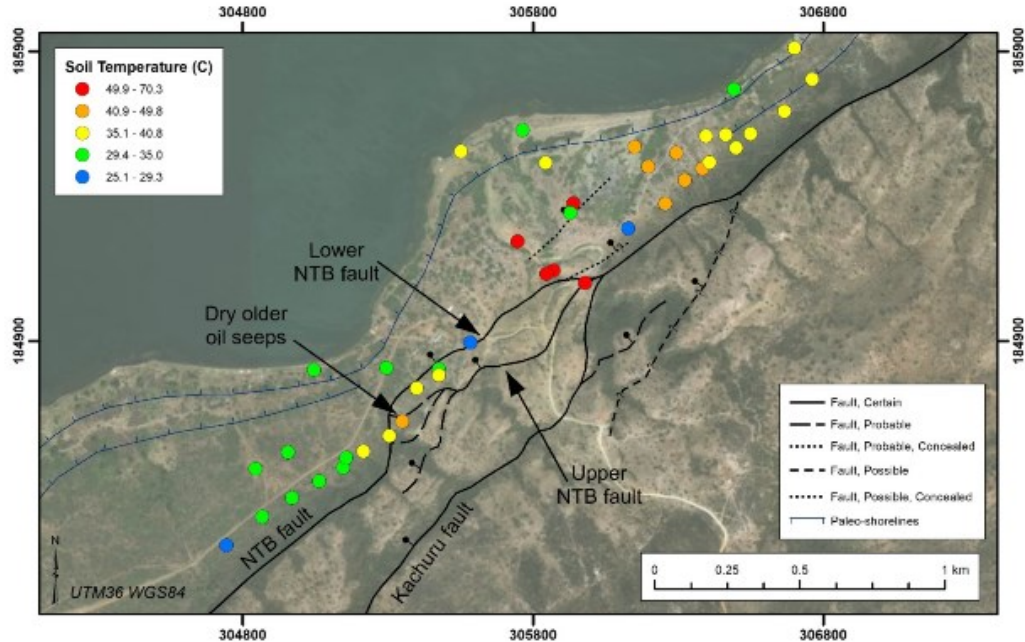 304800
305800
306800
185900
185900
Soil Temperature (C)
49.9 - 70.3
40.9 - 49.8
35.1 - 40.8
29.4 - 35.0
25.1 - 29.3
Lower
NTB fault
Dry older
oil seeps
184900
184900
Fault, Certain
Fault, Probable
Fault, Probable, Concealed
Fault, Possible
Fault, Possible, Concealed
Paleo-shorelines
Upper
NTB fault
NTB fault
Kachuru fault
N
UTM36 WGS84
0 0.25 0.5 1 km
304800
305800
306800